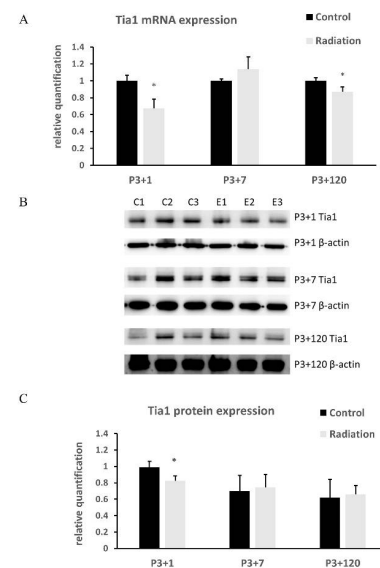 A
Tia1 mRNA expression
Control
Radiation
relative quantification
1.4
1.2
1
0.8
0.6
0.4
0.2
0
*
*
P3+1 P3+7 P3+120
B
C1 C2 C3 E1 E2 E3
P3+1 Tia1
P3+1 β-actin
P3+7 Tia1
P3+7 β-actin
P3+120 Tia1
P3+120 β-actin
C
Tia1 protein expression
Control
Radiation
relative quantification
1.4
1.2
1
0.8
0.6
0.4
0.2
0
*
P3+1 P3+7 P3+120